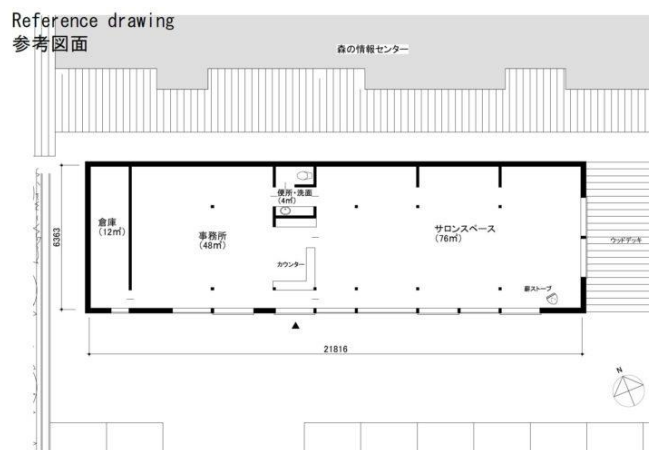 Reference drawing
参考図面
森の情報センター
便所・洗面
(4㎡)
倉庫
(12㎡)
事務所
(48㎡)
サロンスペース
(76㎡)
ウッドデッキ
カウンター
薪ストーブ
6363
21816
N